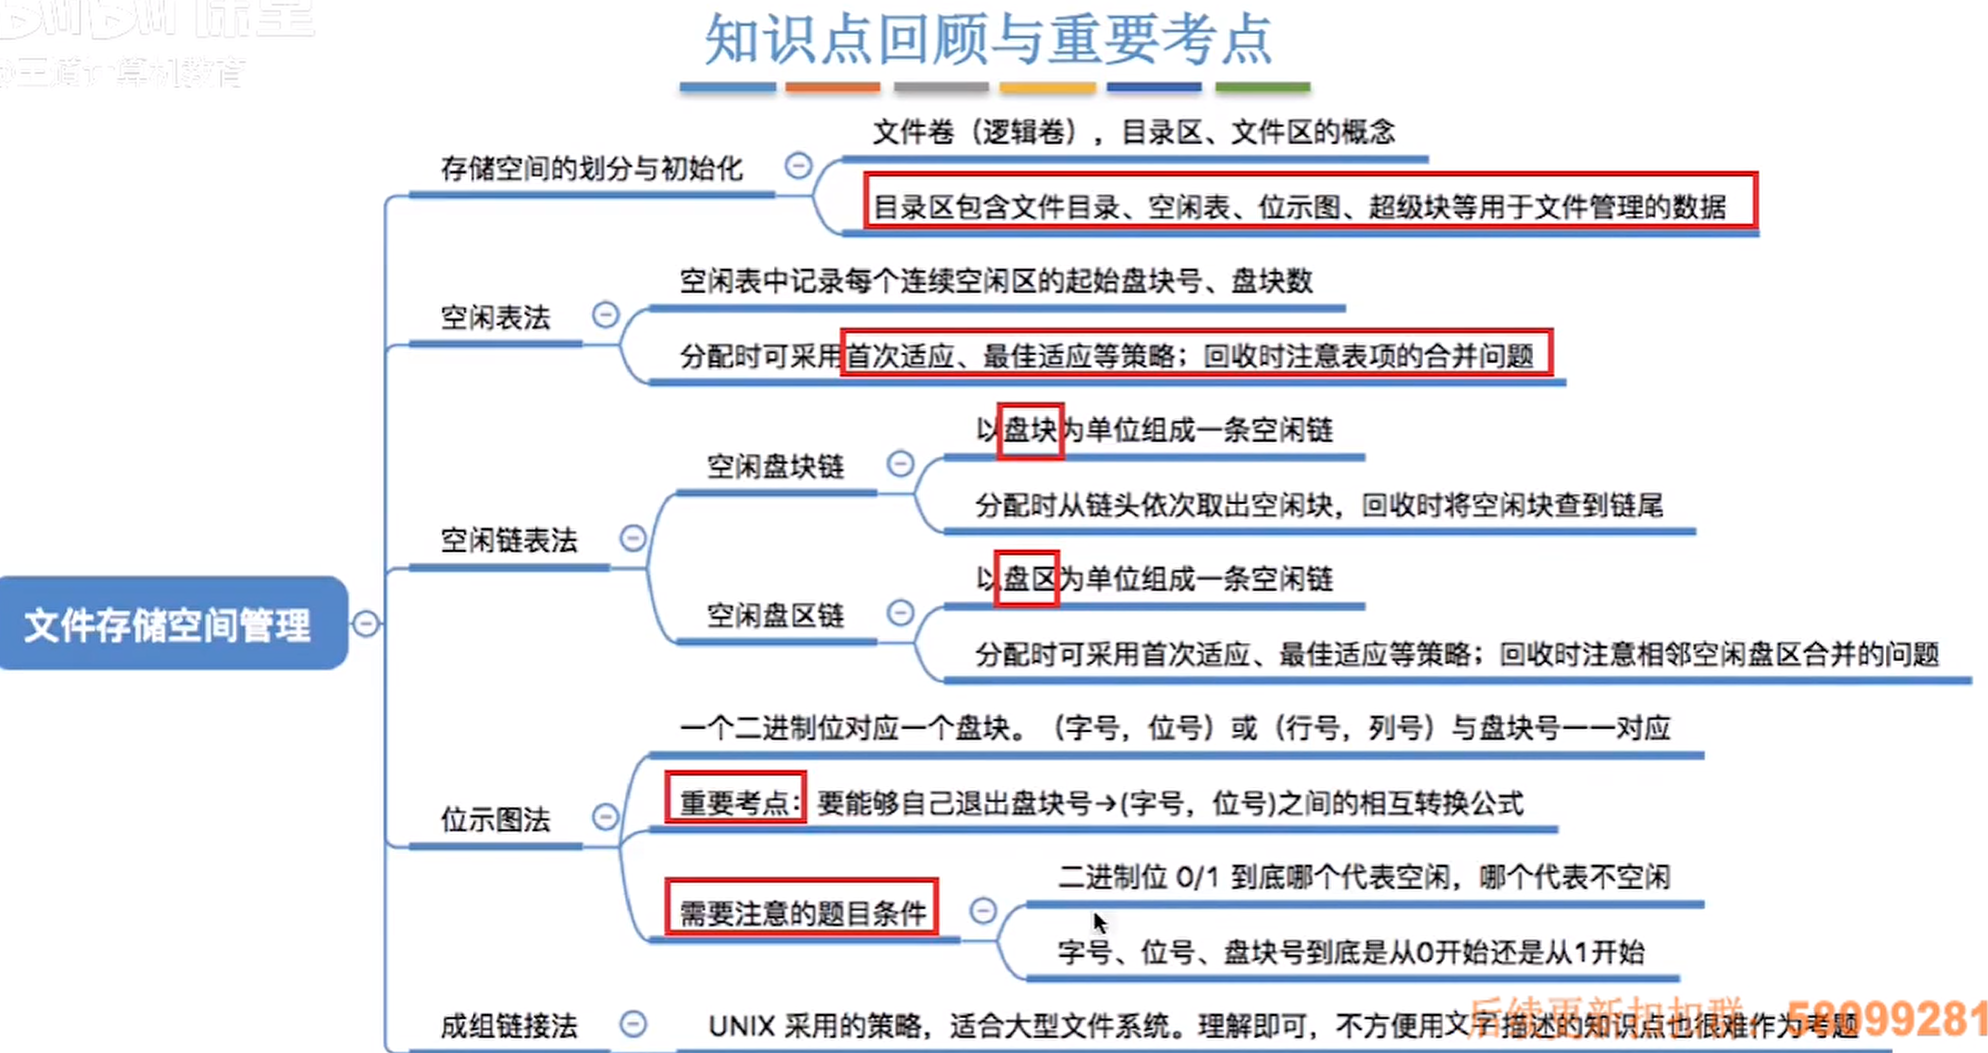 课堂
@王道计算机教育
知识点回顾与重要考点
文件卷（逻辑卷），目录区、文件区的概念
存储空间的划分与初始化
目录区包含文件目录、空闲表、位示图、超级块等用于文件管理的数据
空闲表中记录每个连续空闲区的起始盘块号、盘块数
空闲表法
分配时可采用首次适应、最佳适应等策略；回收时注意表项的合并问题
以盘块为单位组成一条空闲链
空闲盘块链
分配时从链头依次取出空闲块，回收时将空闲块查到链尾
空闲链表法
以盘区为单位组成一条空闲链
空闲盘区链
分配时可采用首次适应、最佳适应等策略；回收时注意相邻空闲盘区合并的问题
文件存储空间管理
一个二进制位对应一个盘块。（字号，位号）或（行号，列号）与盘块号一一对应
重要考点：要能够自己退出盘块号→(字号，位号)之间的相互转换公式
位示图法
二进制位 0/1 到底哪个代表空闲，哪个代表不空闲
需要注意的题目条件
字号、位号、盘块号到底是从0开始还是从1开始
成组链接法
UNIX 采用的策略，适合大型文件系统。理解即可，不方便用文字描述的知识点也很难作为考题
后续更新扣扣群 58099281